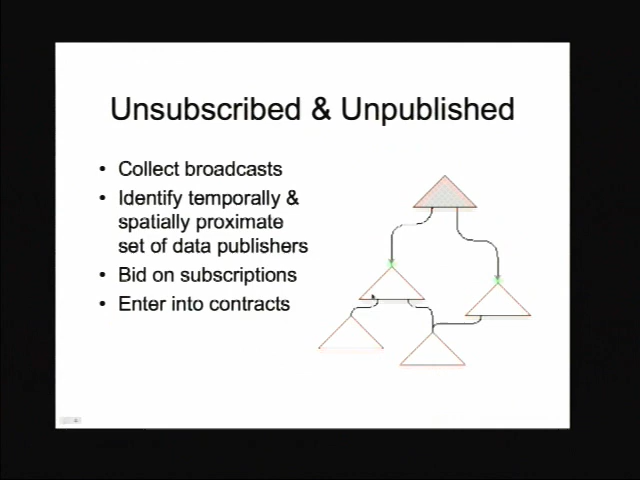 Unsubscribed & Unpublished
• Collect broadcasts
• Identify temporally &
spatially proximate
set of data publishers
• Bid on subscriptions
• Enter into contracts